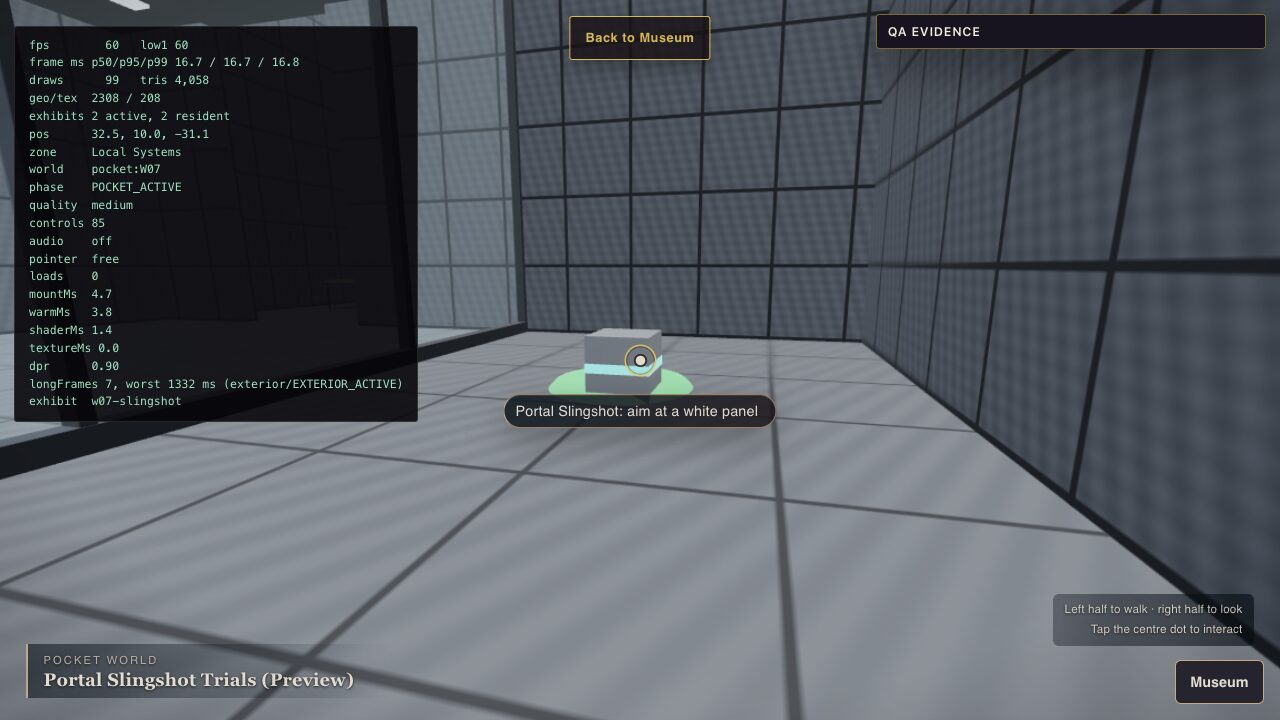 fps 60 low1 60
frame ms p50/p95/p99 16.7 / 16.7 / 16.8
draws 99 tris 4,058
geo/tex 2308 / 208
exhibits 2 active, 2 resident
pos 32.5, 10.0, −31.1
zone Local Systems
world pocket:W07
phase POCKET_ACTIVE
quality medium
controls 85
audio off
pointer free
loads 0
mountMs 4.7
warmMs 3.8
shaderMs 1.4
textureMs 0.0
dpr 0.90
longFrames 7, worst 1332 ms (exterior/EXTERIOR_ACTIVE)
exhibit w07−slingshot
Back to Museum
QA EVIDENCE
Portal Slingshot: aim at a white panel
Left half to walk · right half to look
Tap the centre dot to interact
POCKET WORLD
Portal Slingshot Trials (Preview)
Museum